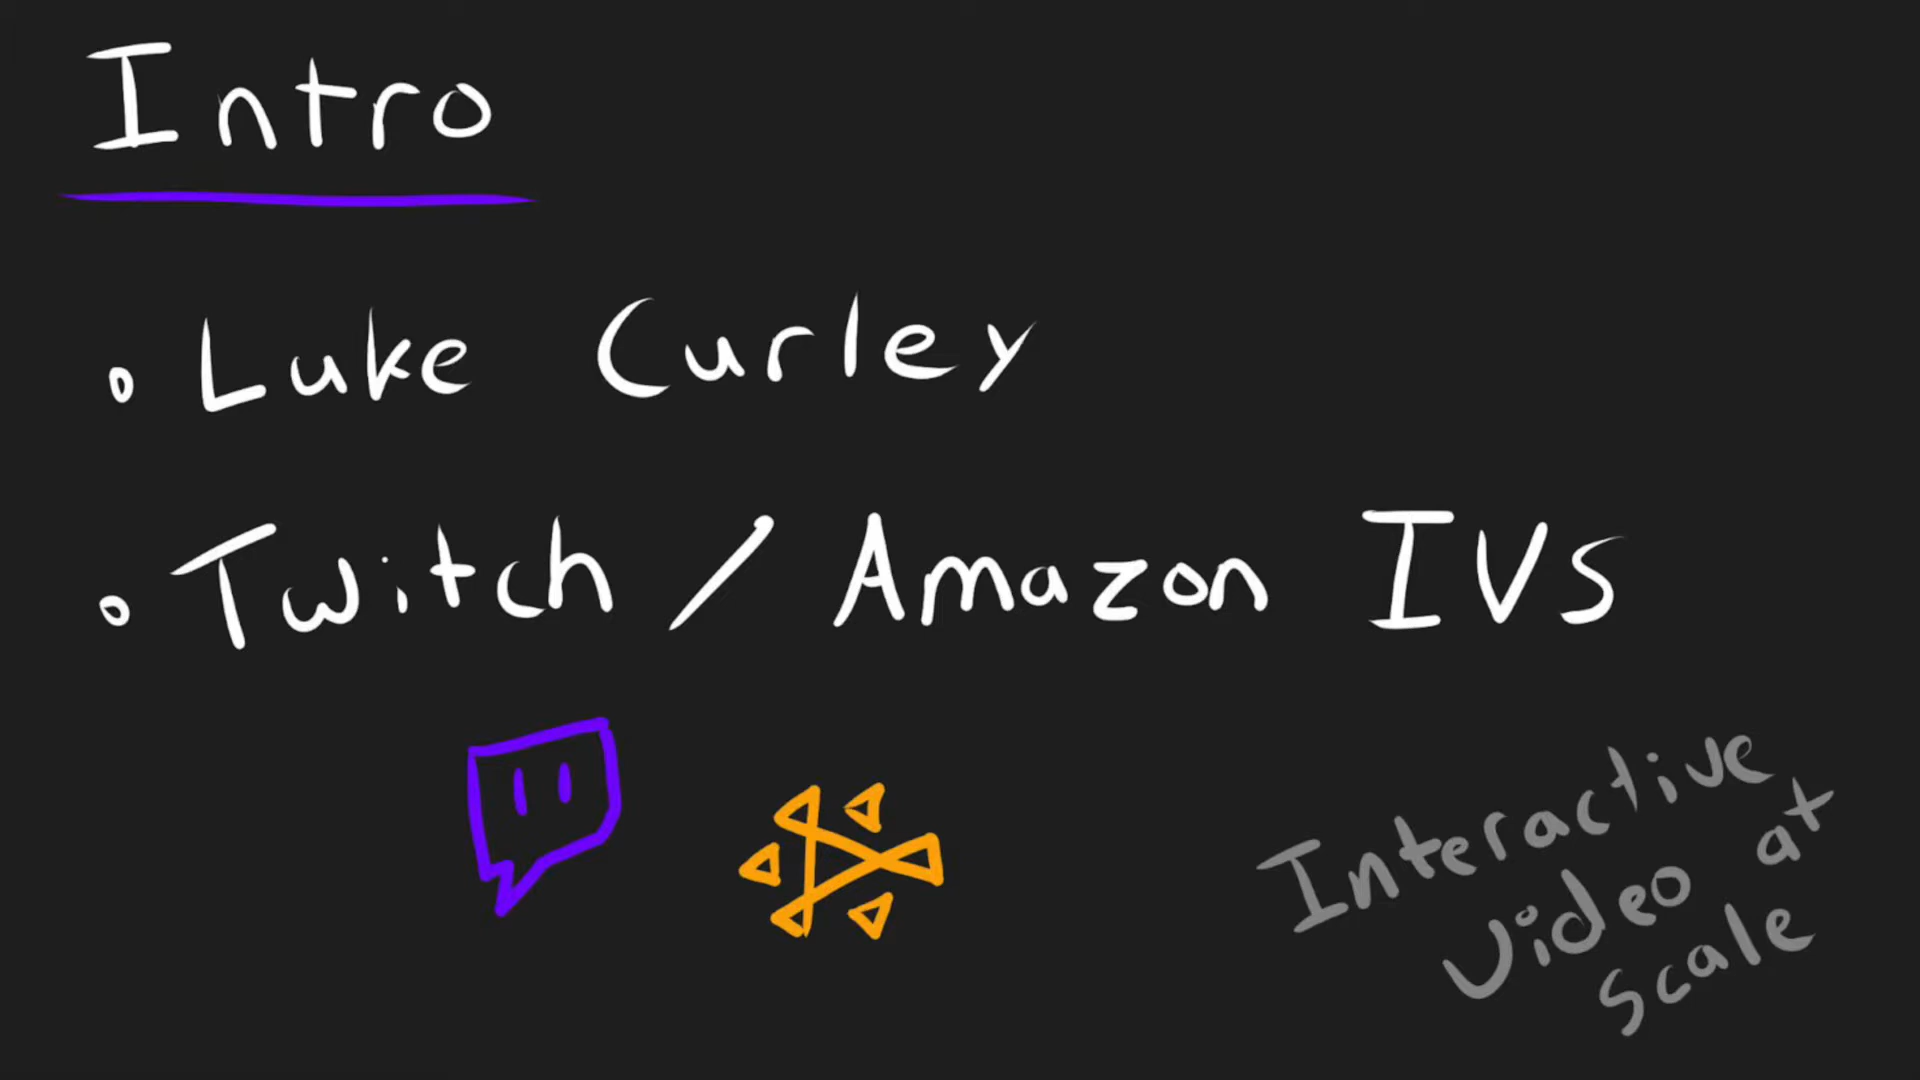 Intro
• Luke Curley
• Twitch / Amazon IVS
Interactive
Video at
scale